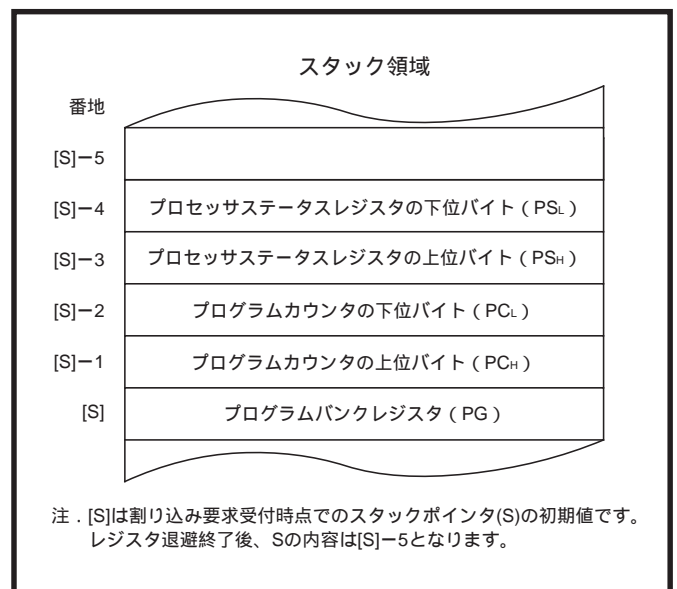 スタック領域
番地
[S]ー5
[S]ー4 プロセッサステータスレジスタの下位バイト(PSL)
[S]ー3 プロセッサステータスレジスタの上位バイト(PSH)
[S]ー2 プログラムカウンタの下位バイト(PCL)
[S]ー1 プログラムカウンタの上位バイト(PCH)
[S] プログラムバンクレジスタ(PG)
注.[S]は割り込み要求受付時点でのスタックポインタ(S)の初期値です。
レジスタ退避終了後、Sの内容は[S]ー5となります。